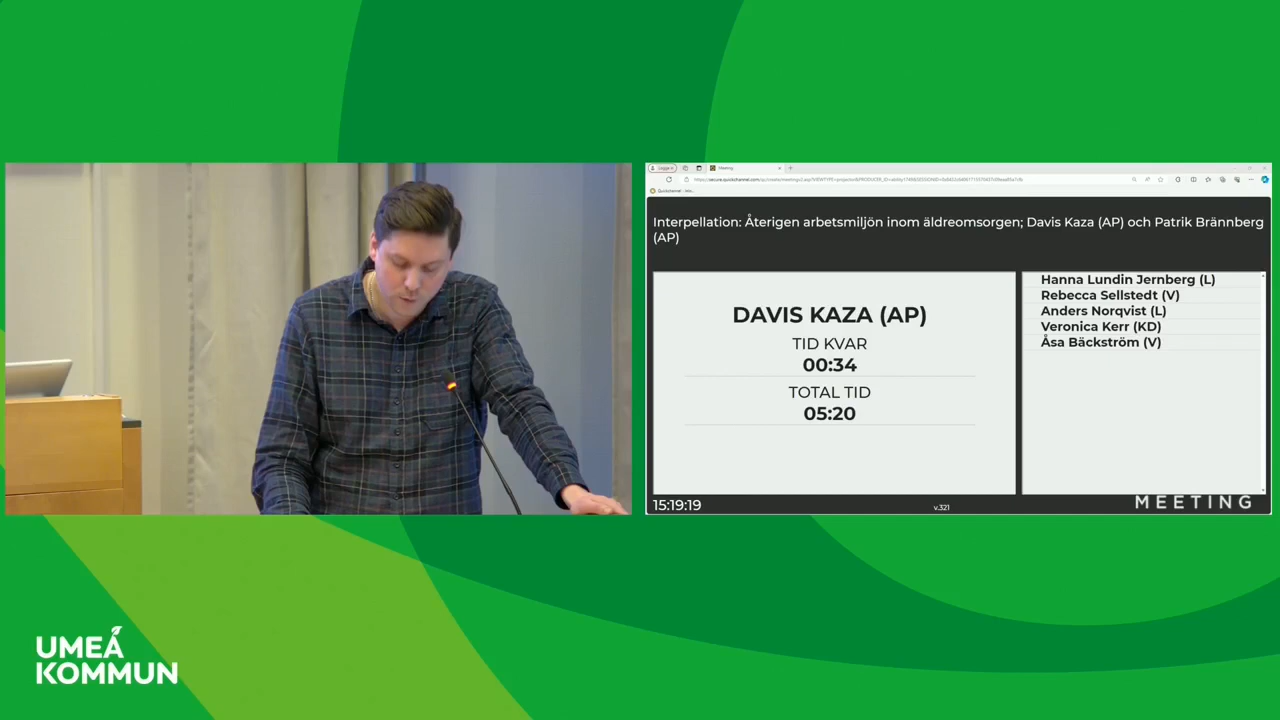 Meeting
Interpellation: Återigen arbetsmiljön inom äldreomsorgen; Davis Kaza (AP) och Patrik Brännberg
(AP)
DAVIS KAZA (AP)
TID KVAR
00:34
TOTAL TID
05:20
Hanna Lundin Jernberg (L)
Rebecca Sellstedt (V)
Anders Norqvist (L)
Veronica Kerr (KD)
Åsa Bäckström (V)
15:19:19
v.321
MEETING
UMEÅ
KOMMUN